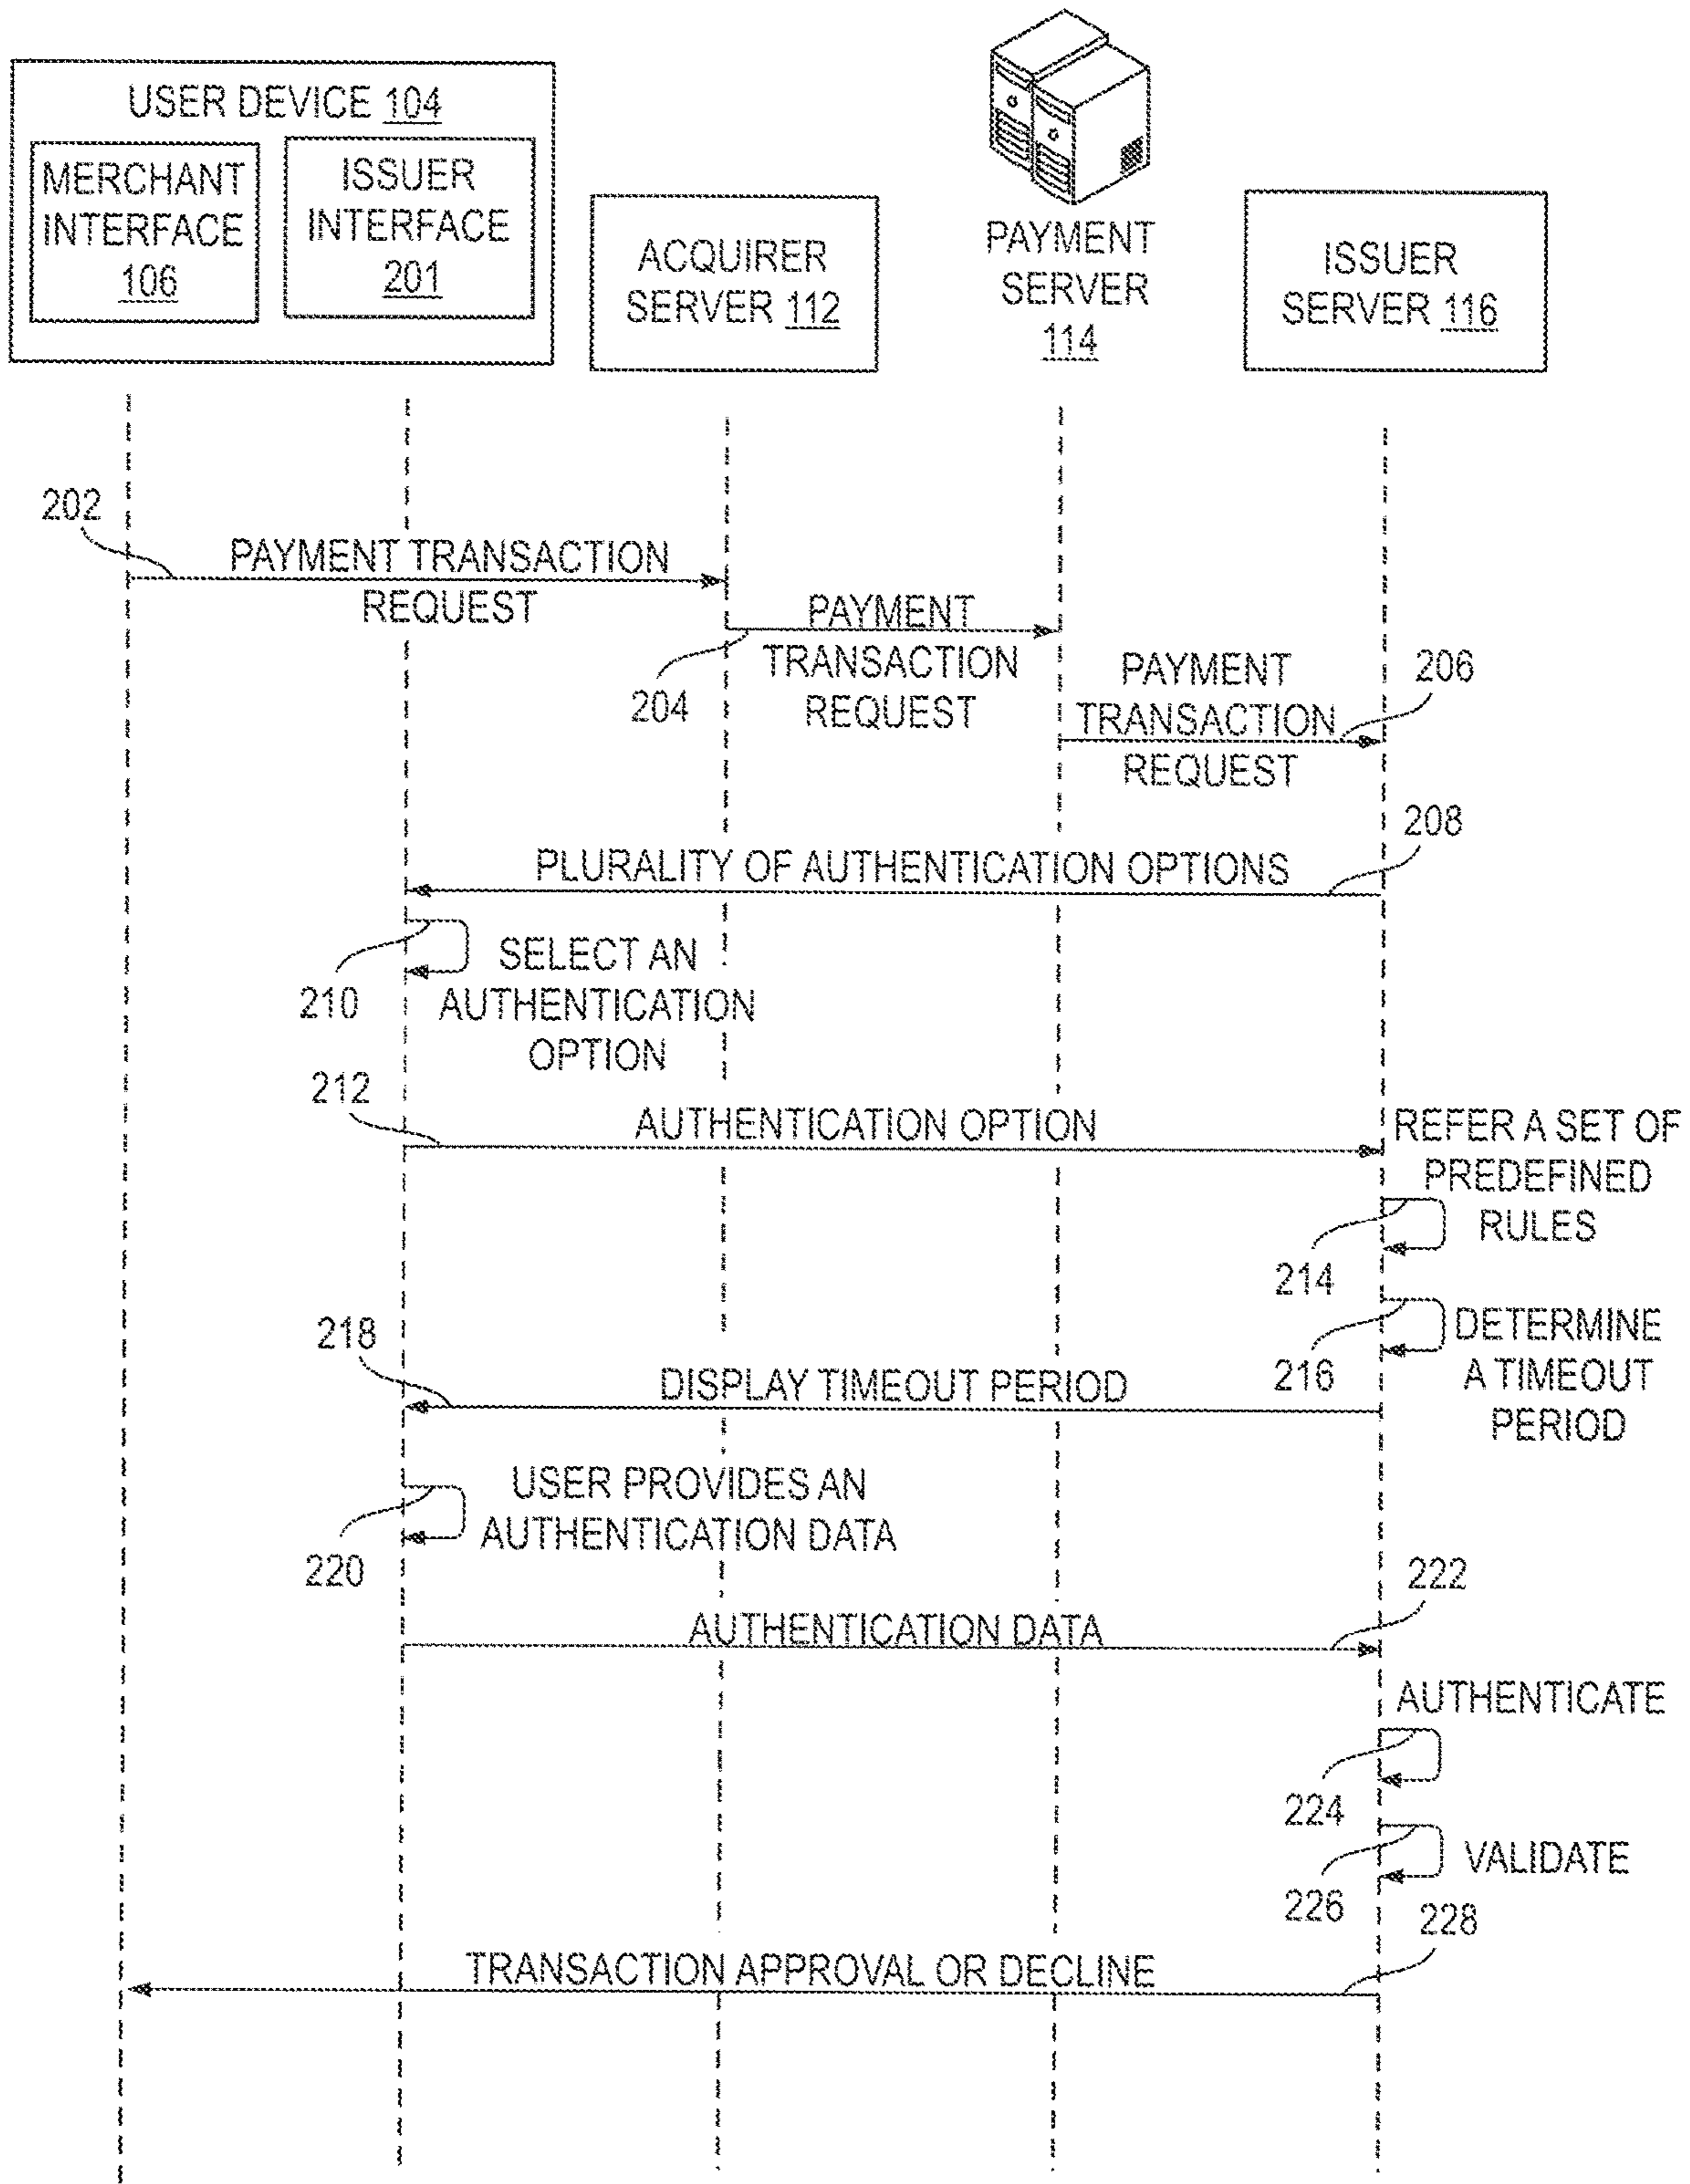 USER DEVICE 104
MERCHANT
INTERFACE
106
ISSUER
INTERFACE
201
ACQUIRER
SERVER 112
PAYMENT
SERVER
114
ISSUER
SERVER 116
202
PAYMENT TRANSACTION
REQUEST
204
PAYMENT
TRANSACTION
REQUEST
206
PAYMENT
TRANSACTION
REQUEST
208
PLURALITY OF AUTHENTICATION OPTIONS
210
SELECT AN
AUTHENTICATION
OPTION
212
AUTHENTICATION OPTION
REFER A SET OF
PREDEFINED
RULES
214
216
DETERMINE
A TIMEOUT
PERIOD
218
DISPLAY TIMEOUT PERIOD
220
USER PROVIDES AN
AUTHENTICATION DATA
222
AUTHENTICATION DATA
AUTHENTICATE
224
226
VALIDATE
228
TRANSACTION APPROVAL OR DECLINE